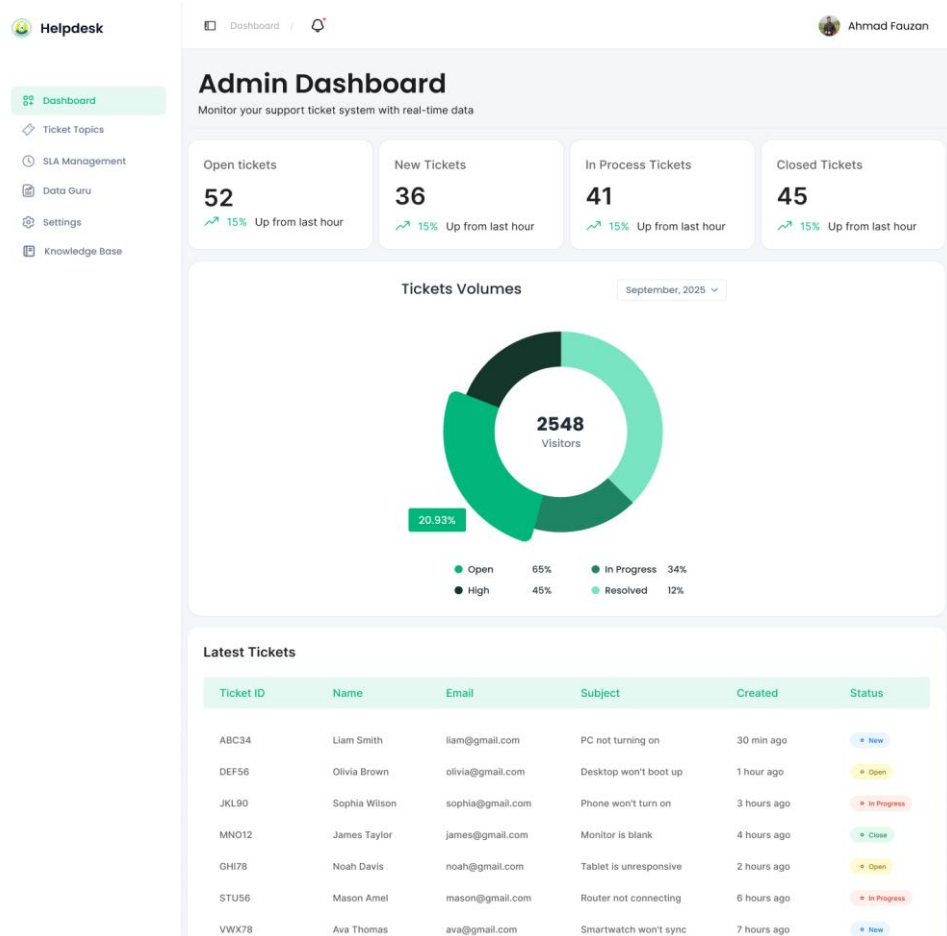 Helpdesk
Dashboard /
Ahmad Fauzan
Dashboard
Ticket Topics
SLA Management
Data Guru
Settings
Knowledge Base
Admin Dashboard
Monitor your support ticket system with real-time data
Open tickets
52
15% Up from last hour
New Tickets
36
15% Up from last hour
In Process Tickets
41
15% Up from last hour
Closed Tickets
45
15% Up from last hour
Tickets Volumes
September, 2025
2548
Visitors
20.93%
Open 65% In Progress 34%
High 45% Resolved 12%
Latest Tickets
Ticket ID Name Email Subject Created Status
ABC34 Liam Smith liam@gmail.com PC not turning on 30 min ago New
DEF56 Olivia Brown olivia@gmail.com Desktop won't boot up 1 hour ago Open
JKL90 Sophia Wilson sophia@gmail.com Phone won't turn on 3 hours ago In Progress
MNO12 James Taylor james@gmail.com Monitor is blank 4 hours ago Close
GHI78 Noah Davis noah@gmail.com Tablet is unresponsive 2 hours ago Open
STU56 Mason Amel mason@gmail.com Router not connecting 6 hours ago In Progress
VWX78 Ava Thomas ava@gmail.com Smartwatch won't sync 7 hours ago New